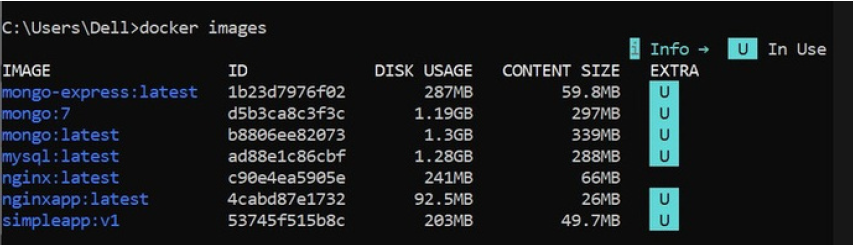 C:\Users\Dell>docker images
i Info → U In Use
IMAGE ID DISK USAGE CONTENT SIZE EXTRA
mongo-express:latest 1b23d7976f02 287MB 59.8MB U
mongo:7 d5b3ca8c3f3c 1.19GB 297MB U
mongo:latest b8806ee82073 1.3GB 339MB U
mysql:latest ad88e1c86cbf 1.28GB 288MB U
nginx:latest c90e4ea5905e 241MB 66MB
nginxapp:latest 4cabd87e1732 92.5MB 26MB U
simpleapp:v1 53745f515b8c 203MB 49.7MB U